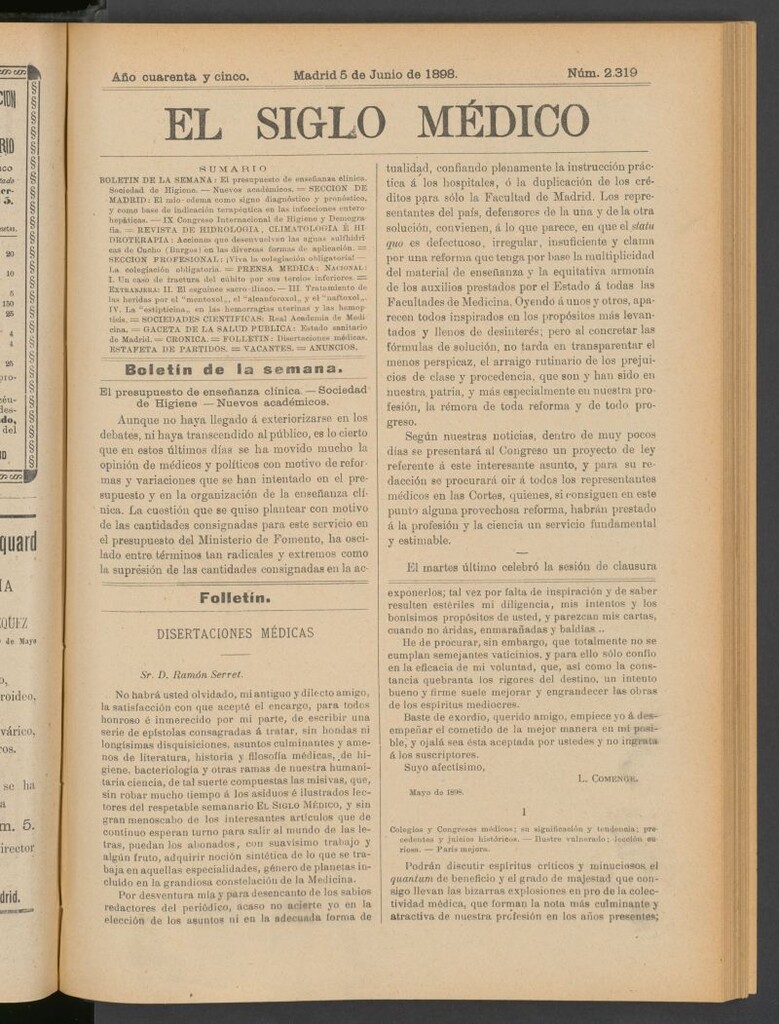 Año cuarenta y cinco. Madrid 5 de Junio de 1898. Núm. 2.319
EL SIGLO MÉDICO
SUMARIO
BOLETIN DE LA SEMANA: El presupuesto de enseñanza clínica.
Sociedad de Higiene. — Nuevos académicos. = SECCION DE
MADRID: El mio-edema como signo diagnóstico y pronóstico,
y como base de indicación terapéutica en las infecciones entero
hepáticas. — IX Congreso Internacional de Higiene y Demogra-
fía. = REVISTA DE HIDROLOGIA, CLIMATOLOGIA É HI
DROTERAPIA: Acciones que desenvuelven las aguas sulfhídri
cas de Cucho (Burgos) en las diversas formas de aplicación. =
SECCION PROFESIONAL: ¡Viva la colegiación obligatoria! —
La colegiación obligatoria. = PRENSA MEDICA: NACIONAL:
I. Un caso de fractura del cúbito por sus tercios inferiores. =
EXTRANJERA: II. El esguince sacro-iliaco. — III. Tratamiento de
las heridas por el "mentoxol„, el "alcanforoxol„ y el "naftoxol„.
IV. La "estipticina„ en las hemorragias uterinas y las hemop
tisis. = SOCIEDADES CIENTIFICAS: Real Academia de Medi
cina. = GACETA DE LA SALUD PUBLICA: Estado sanitario
de Madrid. = CRONICA. = FOLLETIN: Disertaciones médicas.
ESTAFETA DE PARTIDOS. = VACANTES. = ANUNCIOS.
Boletín de la semana.
El presupuesto de enseñanza clínica. — Sociedad
de Higiene — Nuevos académicos.
Aunque no haya llegado á exteriorizarse en los
debates, ni haya transcendido al público, es lo cierto
que en estos últimos días se ha movido mucho la
opinión de médicos y políticos con motivo de refor-
mas y variaciones que se han intentado en el pre-
supuesto y en la organización de la enseñanza clí-
nica. La cuestión que se quiso plantear con motivo
de las cantidades consignadas para este servicio en
el presupuesto del Ministerio de Fomento, ha osci-
lado entre términos tan radicales y extremos como
la supresión de las cantidades consignadas en la ac-
tualidad, confiando plenamente la instrucción prác-
tica á los hospitales, ó la duplicación de los cré-
ditos para sólo la Facultad de Madrid. Los repre-
sentantes del país, defensores de la una y de la otra
solución, convienen, á lo que parece, en que el statu
quo es defectuoso, irregular, insuficiente y clama
por una reforma que tenga por base la multiplicidad
del material de enseñanza y la equitativa armonía
de los auxilios prestados por el Estado á todas las
Facultades de Medicina. Oyendo á unos y otros, apa-
recen todos inspirados en los propósitos más levan-
tados y llenos de desinterés; pero al concretar las
fórmulas de solución, no tarda en transparentar el
menos perspicaz, el arraigo rutinario de los prejui-
cios de clase y procedencia, que son y han sido en
nuestra patria, y más especialmente en nuestra pro-
fesión, la rémora de toda reforma y de todo pro-
greso.
Según nuestras noticias, dentro de muy pocos
días se presentará al Congreso un proyecto de ley
referente á este interesante asunto, y para su re-
dacción se procurará oir á todos los representantes
médicos en las Cortes, quienes, si consiguen en este
punto alguna provechosa reforma, habrán prestado
á la profesión y la ciencia un servicio fundamental
y estimable.
El martes último celebró la sesión de clausura
Folletín.
DISERTACIONES MÉDICAS
Sr. D. Ramón Serret.
No habrá usted olvidado, mi antiguo y dilecto amigo,
la satisfacción con que acepté el encargo, para todos
honroso é inmerecido por mi parte, de escribir una
serie de epístolas consagradas á tratar, sin hondas ni
longísimas disquisiciones, asuntos culminantes y ame-
nos de literatura, historia y filosofía médicas, de hi-
giene, bacteriología y otras ramas de nuestra humani-
taria ciencia, de tal suerte compuestas las misivas, que,
sin robar mucho tiempo á los asiduos é ilustrados lec-
tores del respetable semanario EL SIGLO MÉDICO, y sin
gran menoscabo de los interesantes artículos que de
continuo esperan turno para salir al mundo de las le-
tras, puedan los abonados, con suavísimo trabajo y
algún fruto, adquirir noción sintética de lo que se tra-
baja en aquellas especialidades, género de planetas in-
cluído en la grandiosa constelación de la Medicina.
Por desventura mía y para desencanto de los sabios
redactores del periódico, acaso no acierte yo en la
elección de los asuntos ni en la adecuada forma de
exponerlos; tal vez por falta de inspiración y de saber
resulten estériles mi diligencia, mis intentos y los
bonísimos propósitos de usted, y parezcan mis cartas,
cuando no áridas, enmarañadas y baldías ..
He de procurar, sin embargo, que totalmente no se
cumplan semejantes vaticinios, y para ello sólo confío
en la eficacia de mi voluntad, que, así como la cons-
tancia quebranta los rigores del destino, un intento
bueno y firme suele mejorar y engrandecer las obras
de los espíritus mediocres.
Baste de exordio, querido amigo, empiece yo á des-
empeñar el cometido de la mejor manera en mí posi-
ble, y ojalá sea ésta aceptada por ustedes y no ingrata
á los suscriptores.
Suyo afectísimo,
L. COMENGE.
Mayo de 1898.
I
Colegios y Congresos médicos; su significación y tendencia; pre-
cedentes y juicios históricos. — Ilustre vulnerado; lección cu-
riosa. — París mejora.
Podrán discutir espíritus críticos y minuciosos el
quantum de beneficio y el grado de majestad que con-
sigo llevan las bizarras explosiones en pro de la colec-
tividad médica, que forman la nota más culminante y
atractiva de nuestra profesión en los años presentes;